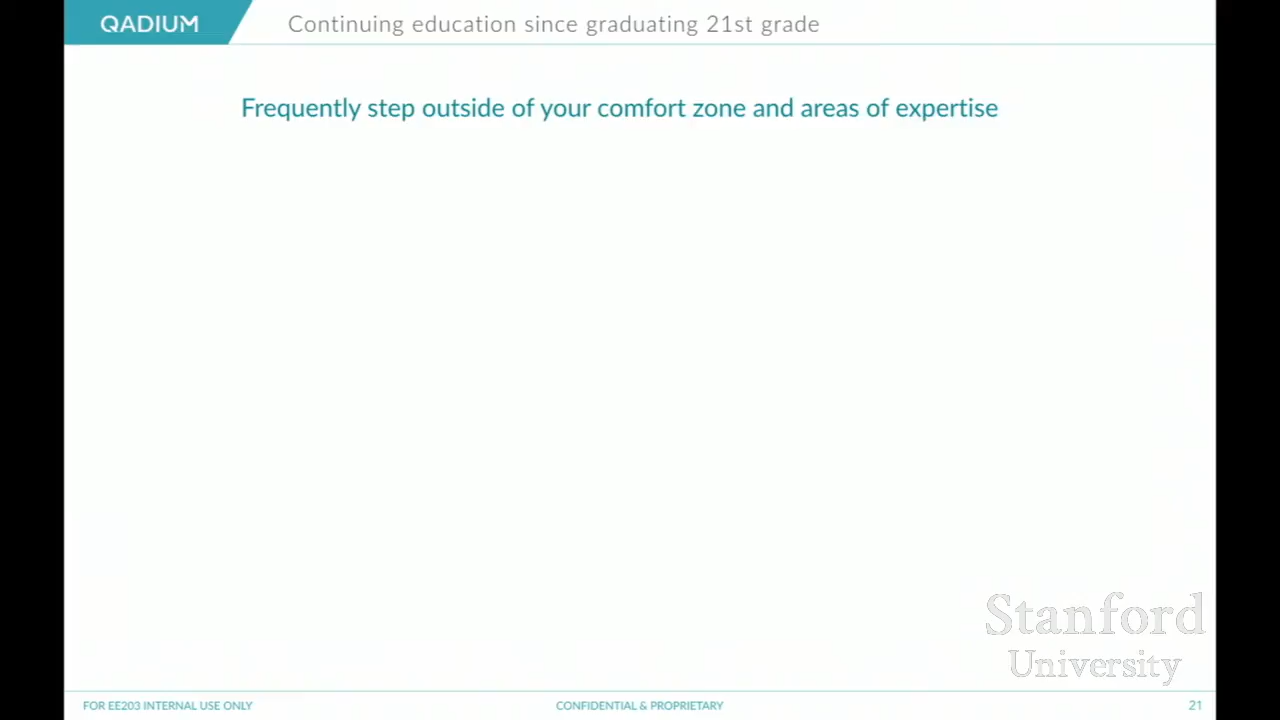 QADIUM
Continuing education since graduating 21st grade
Frequently step outside of your comfort zone and areas of expertise
Stanford
University
FOR EE203 INTERNAL USE ONLY
CONFIDENTIAL & PROPRIETARY
21